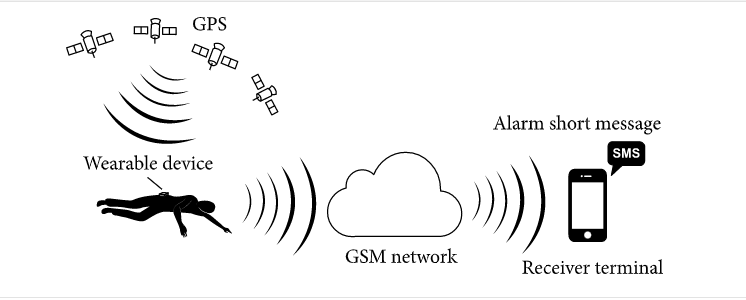 GPS
Wearable device
Alarm short message
SMS
GSM network
Receiver terminal